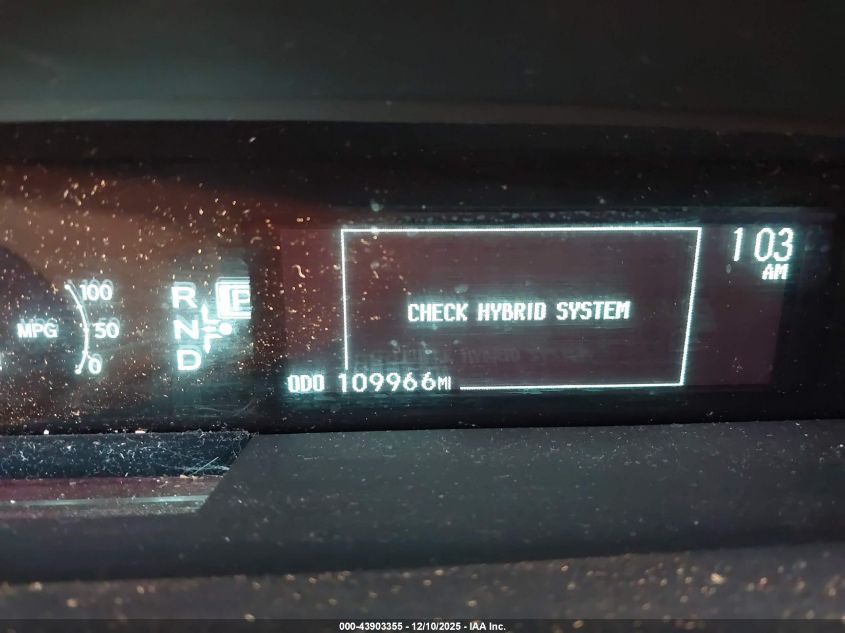 100
MPG
50
0
R
P
N
D
CHECK HYBRID SYSTEM
103
AM
ODO 109966MI
000-43903355 - 12/10/2025 - IAA Inc.